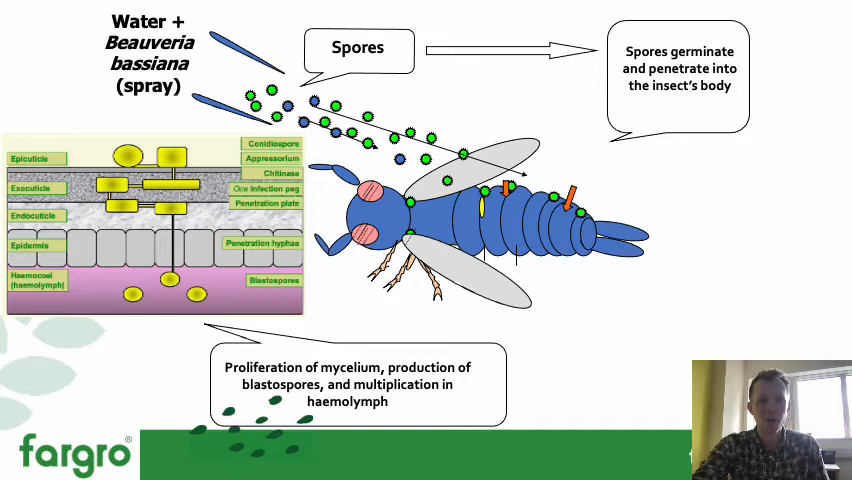 Water +
Beauveria
bassiana
(spray)
Spores
Spores germinate
and penetrate into
the insect's body
Conidiospore
Epicuticle
Appressorium
Chitinase
Exocuticle
Infection peg
Penetration plate
Endocuticle
Epidermis
Penetration hyphae
Haemocoel
(haemolymph)
Blastospores
Proliferation of mycelium, production of
blastospores, and multiplication in
haemolymph
fargro®